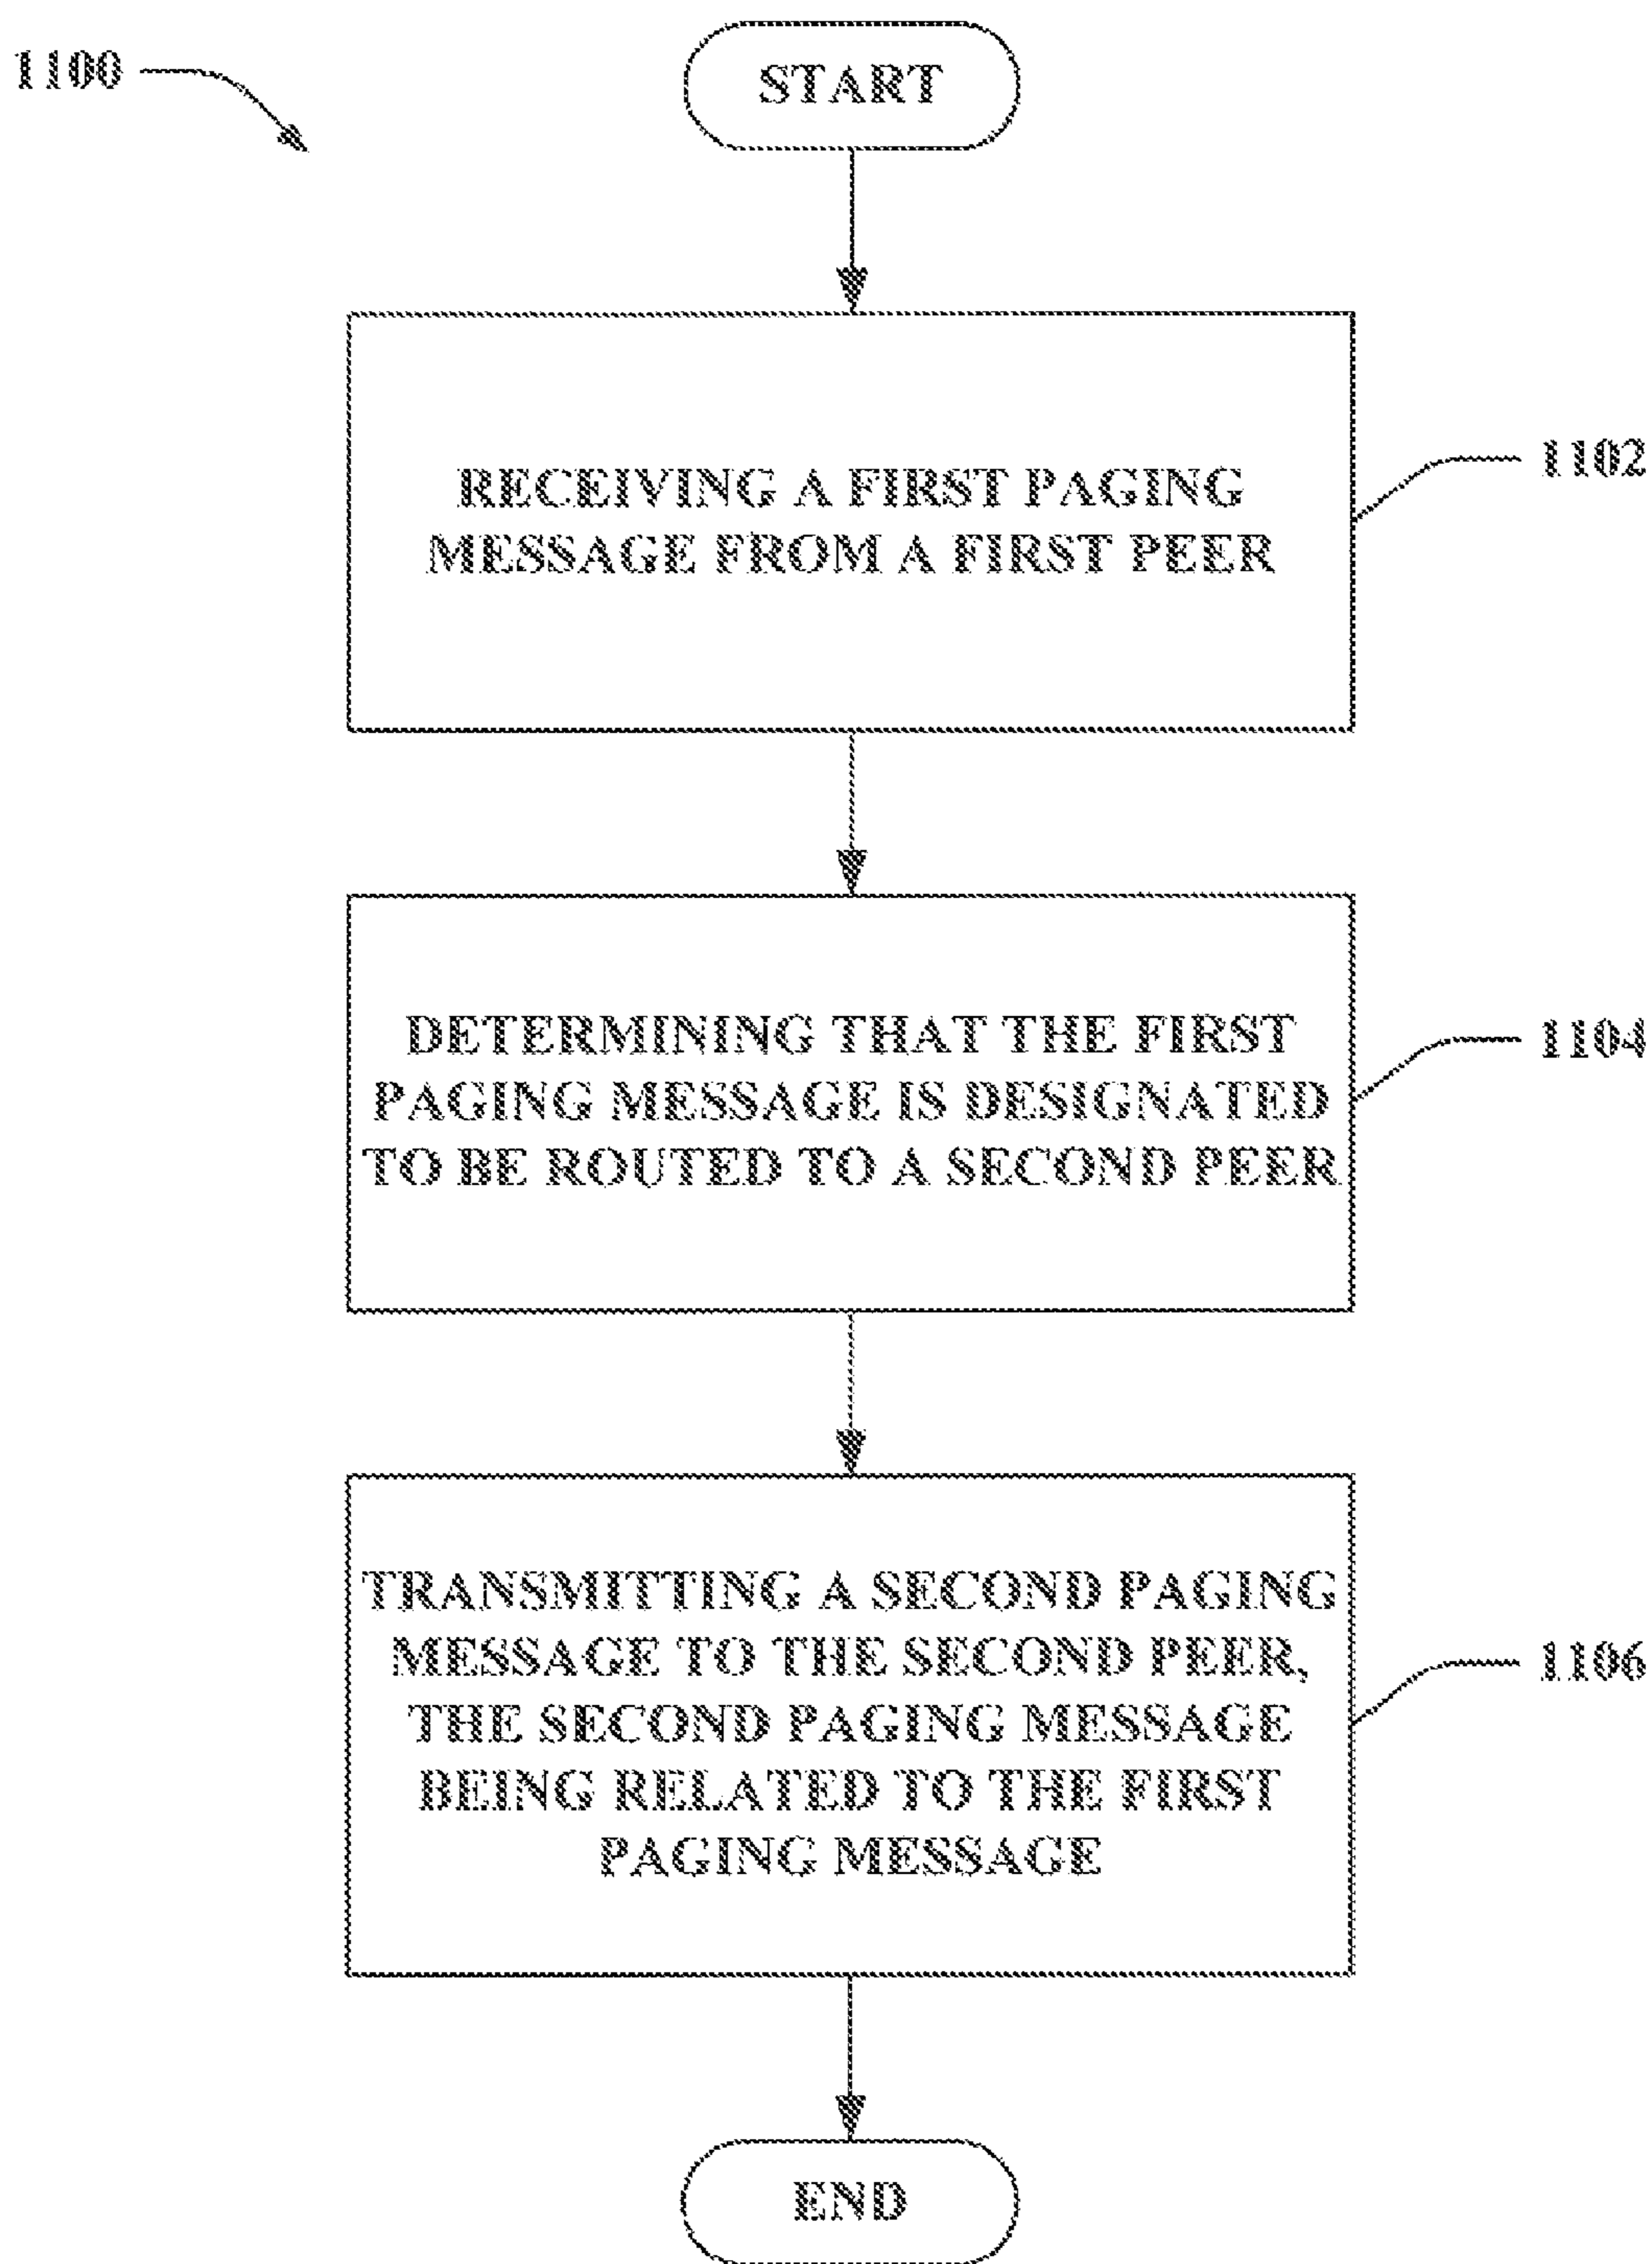 1100
START
RECEIVING A FIRST PAGING
MESSAGE FROM A FIRST PEER
1102
DETERMINING THAT THE FIRST
PAGING MESSAGE IS DESIGNATED
TO BE ROUTED TO A SECOND PEER
1104
TRANSMITTING A SECOND PAGING
MESSAGE TO THE SECOND PEER,
THE SECOND PAGING MESSAGE
BEING RELATED TO THE FIRST
PAGING MESSAGE
1106
END